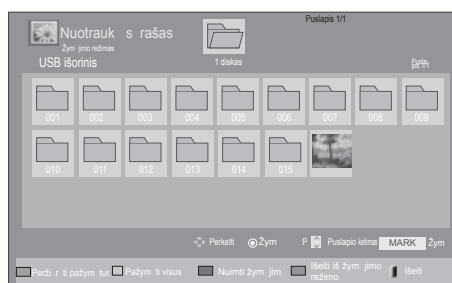 Puslapis 1/1
Nuotrauk s rašas
Žym jimo režimas
USB išorinis
1 diskas
001 002 003 004 005 006 007 008 009
010 011 012 013 014 015
Perkelti Žym P Puslapio keitimas MARK Žym
Perži r ti pažym tus Pažym ti visus Nuimti žym jim Išeiti iš žym jimo režimo Išeiti